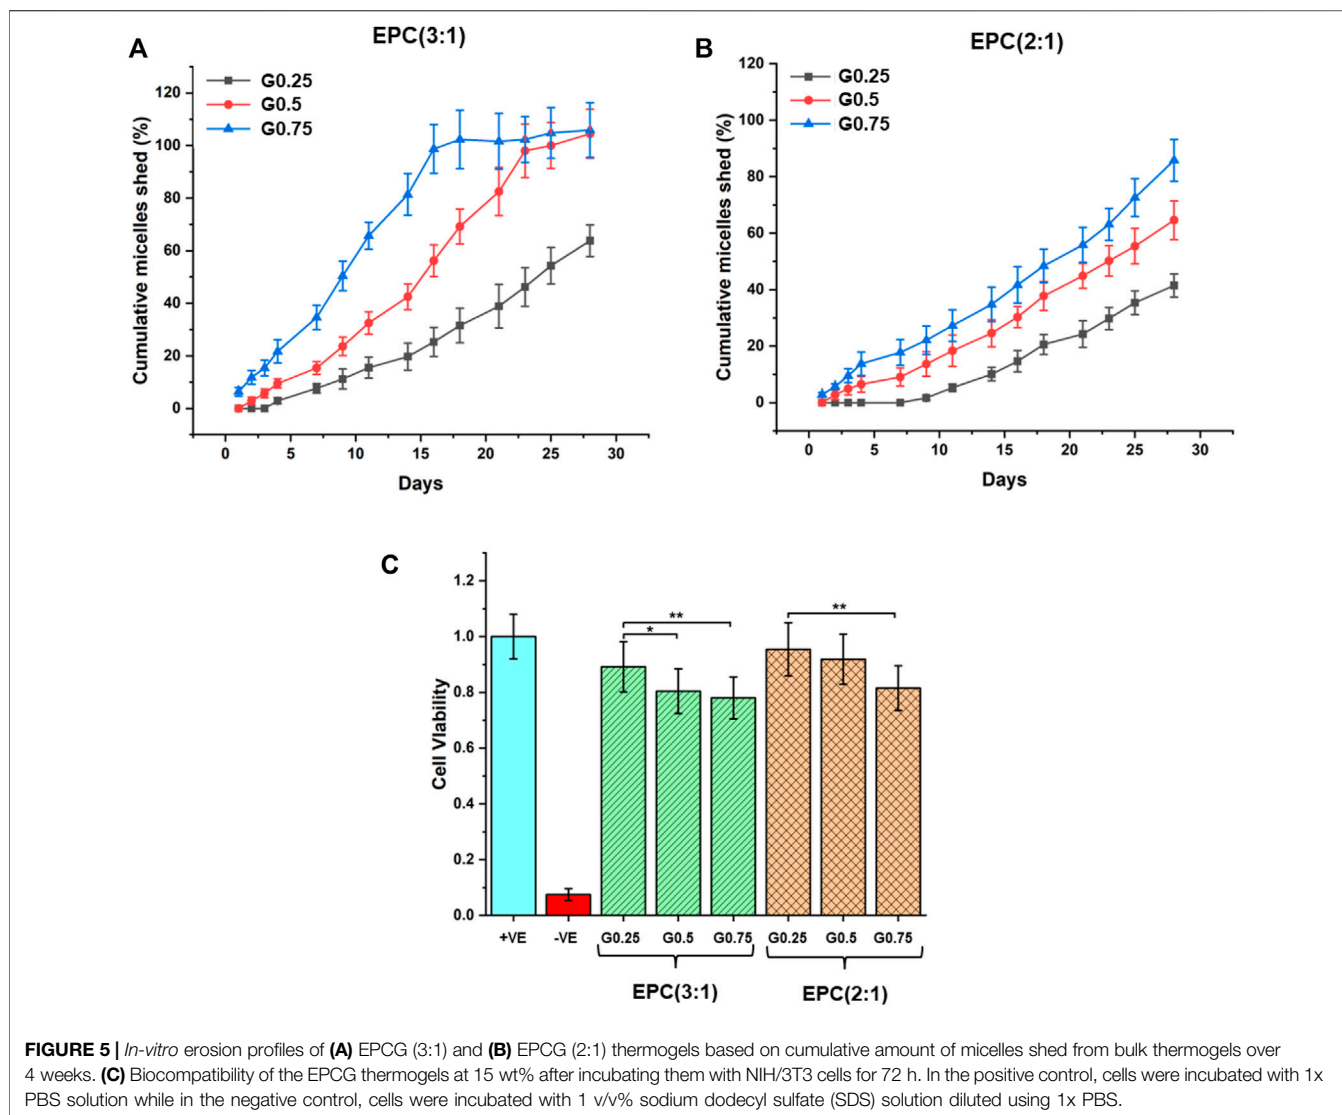 A
EPC(3:1)
G0.25
G0.5
G0.75
Cumulative micelles shed (%)
120
100
80
60
40
20
0
0 5 10 15 20 25 30
Days
B
EPC(2:1)
G0.25
G0.5
G0.75
Cumulative micelles shed (%)
120
100
80
60
40
20
0
0 5 10 15 20 25 30
Days
C
Cell Viability
1.2
1.0
0.8
0.6
0.4
0.2
0.0
**
*
**
+VE -VE G0.25 G0.5 G0.75 G0.25 G0.5 G0.75
EPC(3:1) EPC(2:1)
FIGURE 5 | In-vitro erosion profiles of (A) EPCG (3:1) and (B) EPCG (2:1) thermogels based on cumulative amount of micelles shed from bulk thermogels over
4 weeks. (C) Biocompatibility of the EPCG thermogels at 15 wt% after incubating them with NIH/3T3 cells for 72 h. In the positive control, cells were incubated with 1x
PBS solution while in the negative control, cells were incubated with 1 v/v% sodium dodecyl sulfate (SDS) solution diluted using 1x PBS.